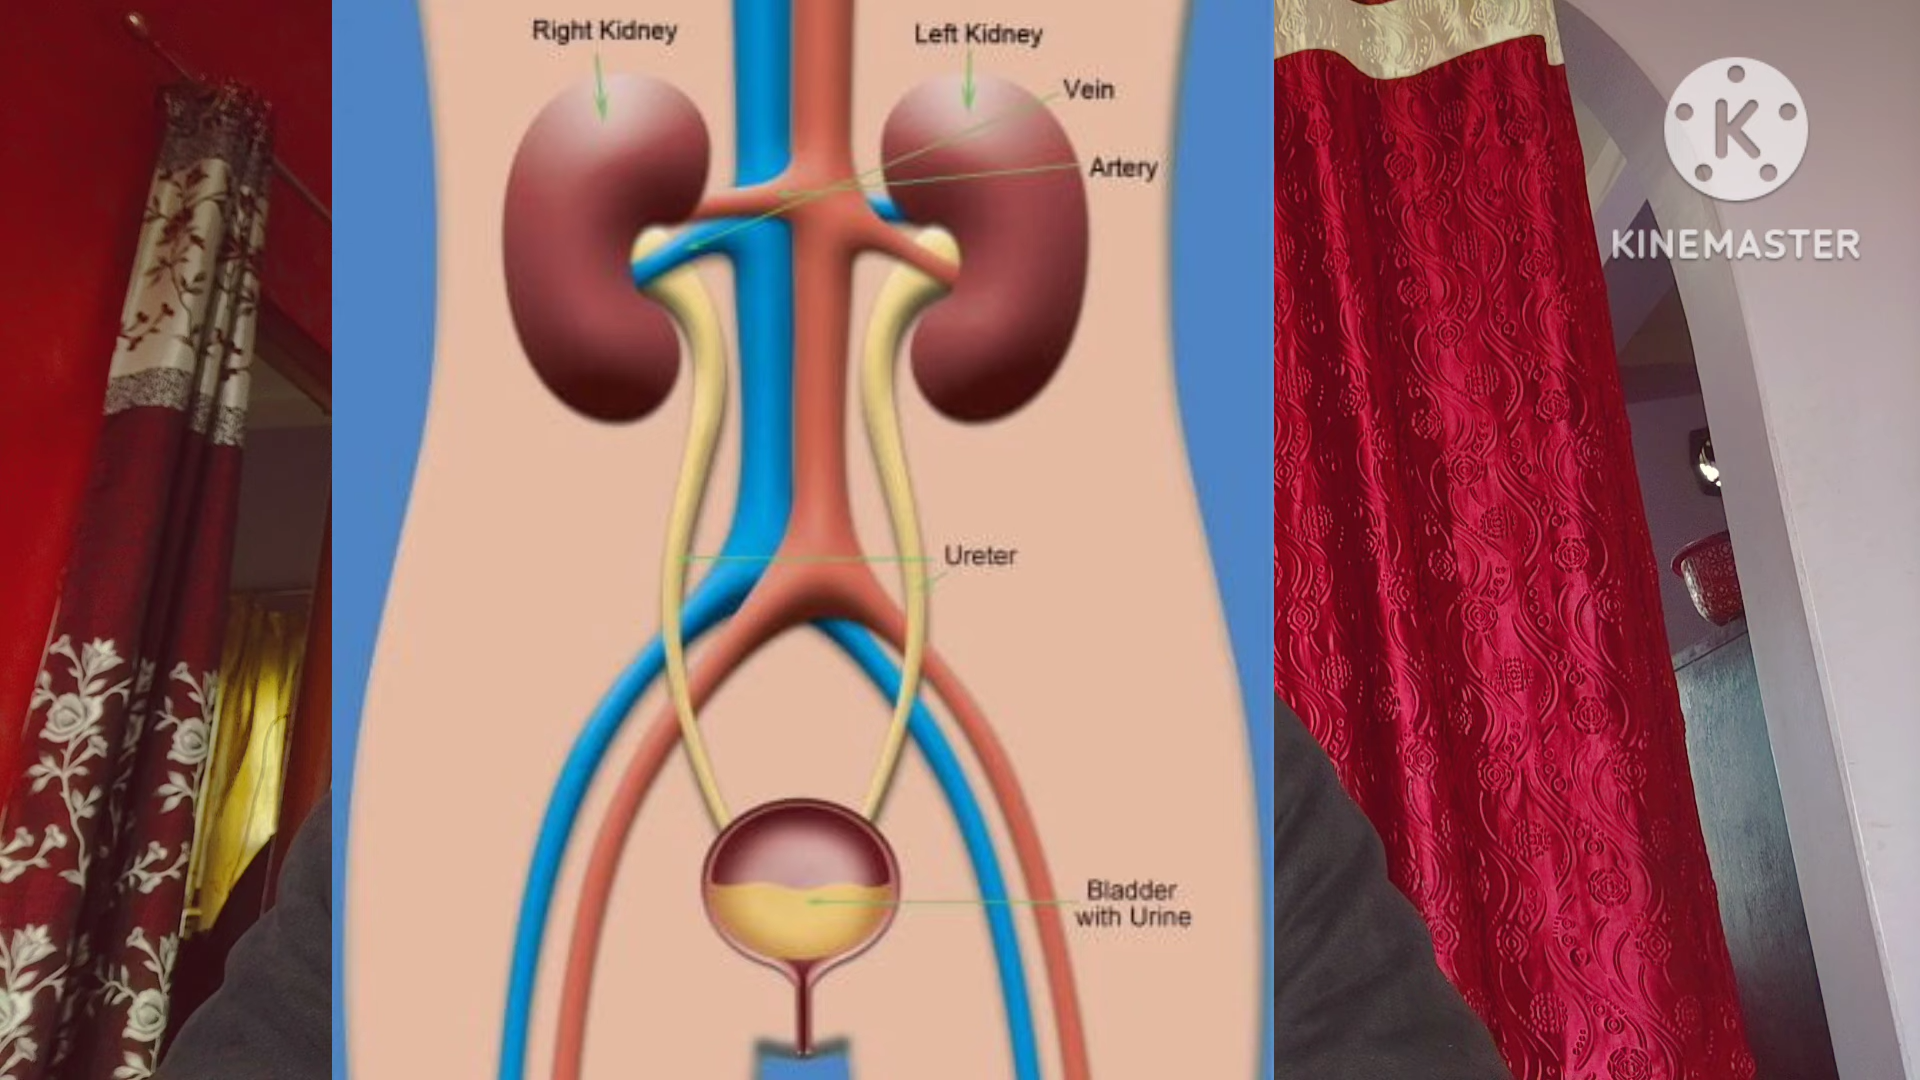 Right Kidney
Left Kidney
Vein
Artery
Ureter
Bladder
with Urine
K
KINEMASTER